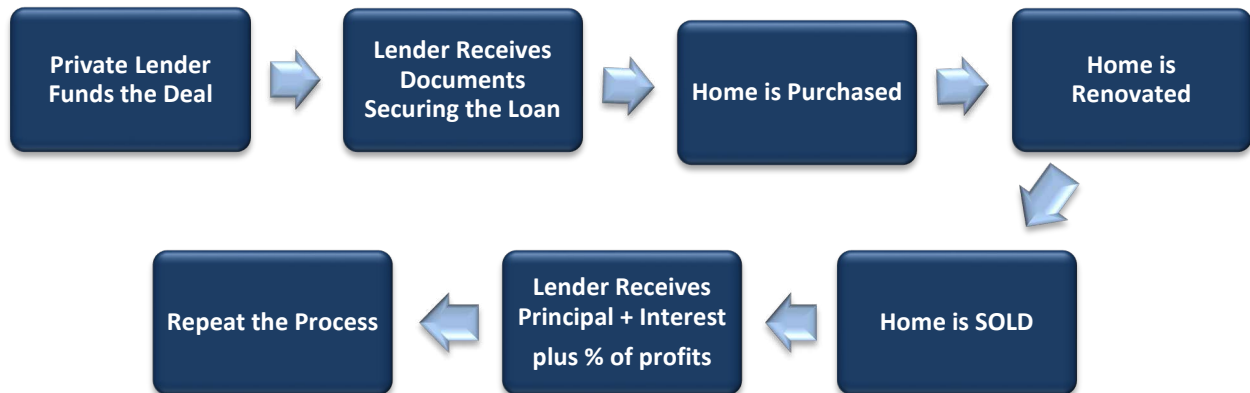 Private Lender
Funds the Deal
Lender Receives
Documents
Securing the Loan
Home is Purchased
Home is
Renovated
Home is SOLD
Lender Receives
Principal + Interest
plus % of profits
Repeat the Process